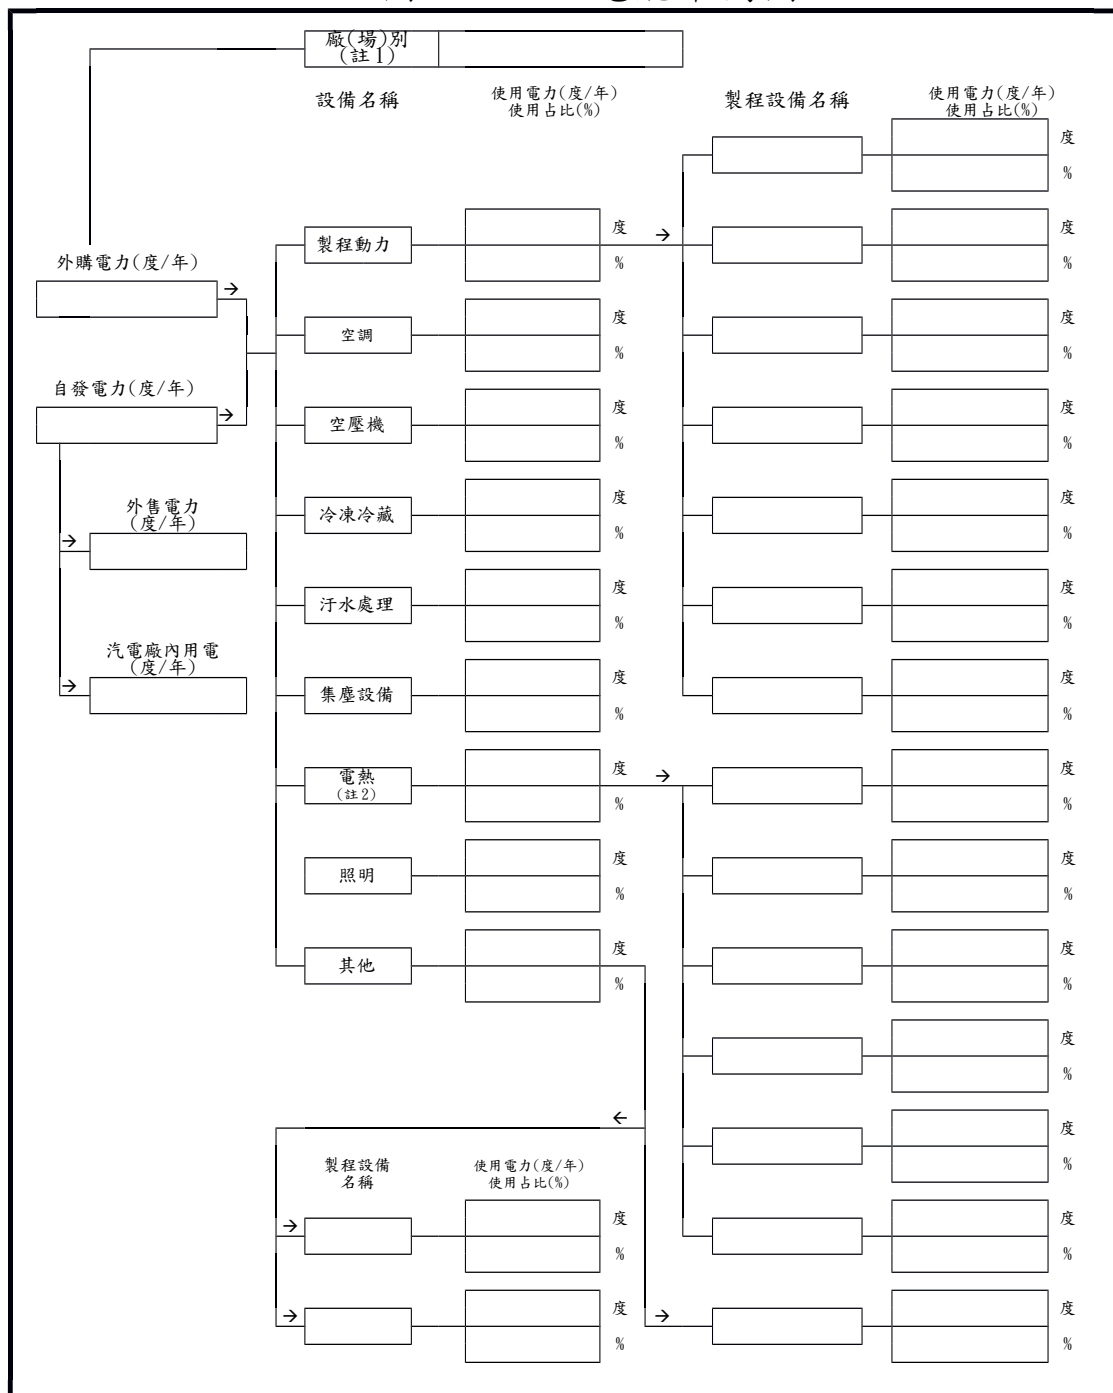 廠(場)別
(註1)
設備名稱
使用電力(度/年)
使用占比(%)
製程設備名稱
使用電力(度/年)
使用占比(%)
度
%
外購電力(度/年)
→
製程動力
度
%
→
度
%
空調
度
%
度
%
自發電力(度/年)
→
空壓機
度
%
度
%
外售電力
(度/年)
→
冷凍冷藏
度
%
度
%
汙水處理
度
%
度
%
汽電廠內用電
(度/年)
→
集塵設備
度
%
度
%
電熱
(註2)
度
%
→
度
%
照明
度
%
度
%
其他
度
%
度
%
度
%
←
度
%
製程設備
名稱
使用電力(度/年)
使用占比(%)
→
度
%
度
%
→
度
%
→
度
%